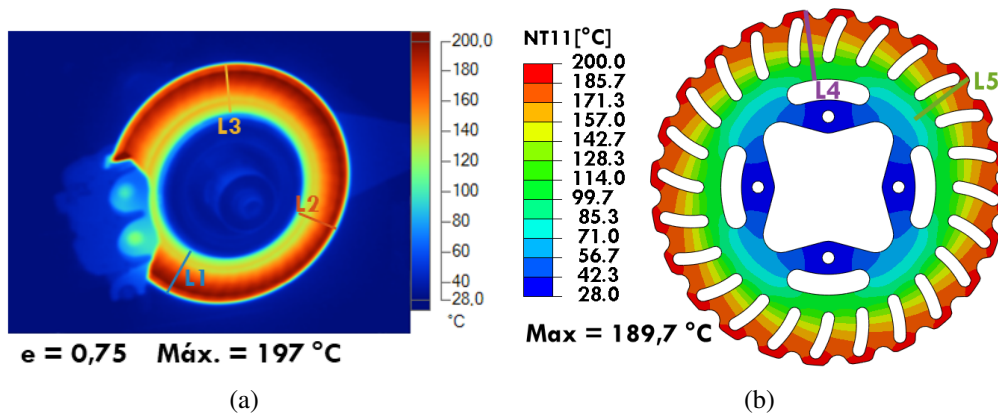 200,0
160
140
120
100
80
60
40
28,0
°C
L3
L2
L1
e = 0,75 Máx. = 197 °C
(a)
NT11[°C]
200.0
185.7
171.3
157.0
142.7
128.3
114.0
99.7
85.3
71.0
56.7
42.3
28.0
Max = 189,7 °C
L4
L5
(b)